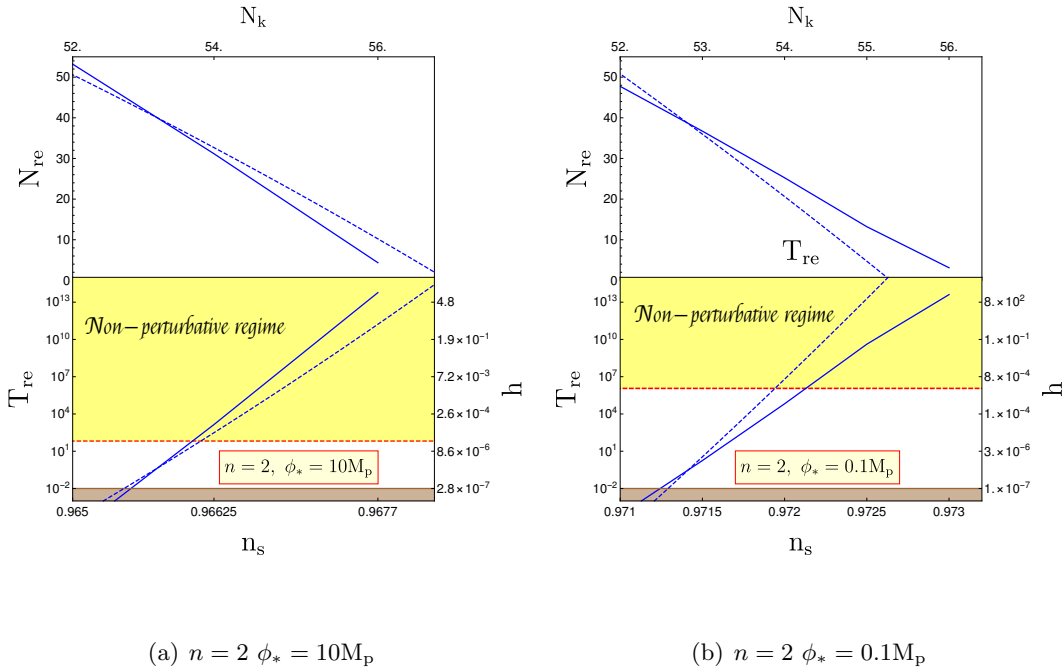 N_k
52. 54. 56.
50
40
30
20
10
0
N_re
10^13
10^10
10^7
10^4
10^1
10^-2
T_re
Non-perturbative regime
4.8
1.9×10^-1
7.2×10^-3
2.6×10^-4
8.6×10^-6
2.8×10^-7
h
n = 2, ϕ_* = 10M_p
0.965 0.96625 0.9677
n_s
(a) n = 2 ϕ_* = 10M_p
N_k
52. 53. 54. 55. 56.
50
40
30
20
10
0
N_re
T_re
10^13
10^10
10^7
10^4
10^1
10^-2
T_re
Non-perturbative regime
8.×10^2
1.×10^-1
8.×10^-4
1.×10^-4
3.×10^-6
1.×10^-7
h
n = 2, ϕ_* = 0.1M_p
0.971 0.9715 0.972 0.9725 0.973
n_s
(b) n = 2 ϕ_* = 0.1M_p